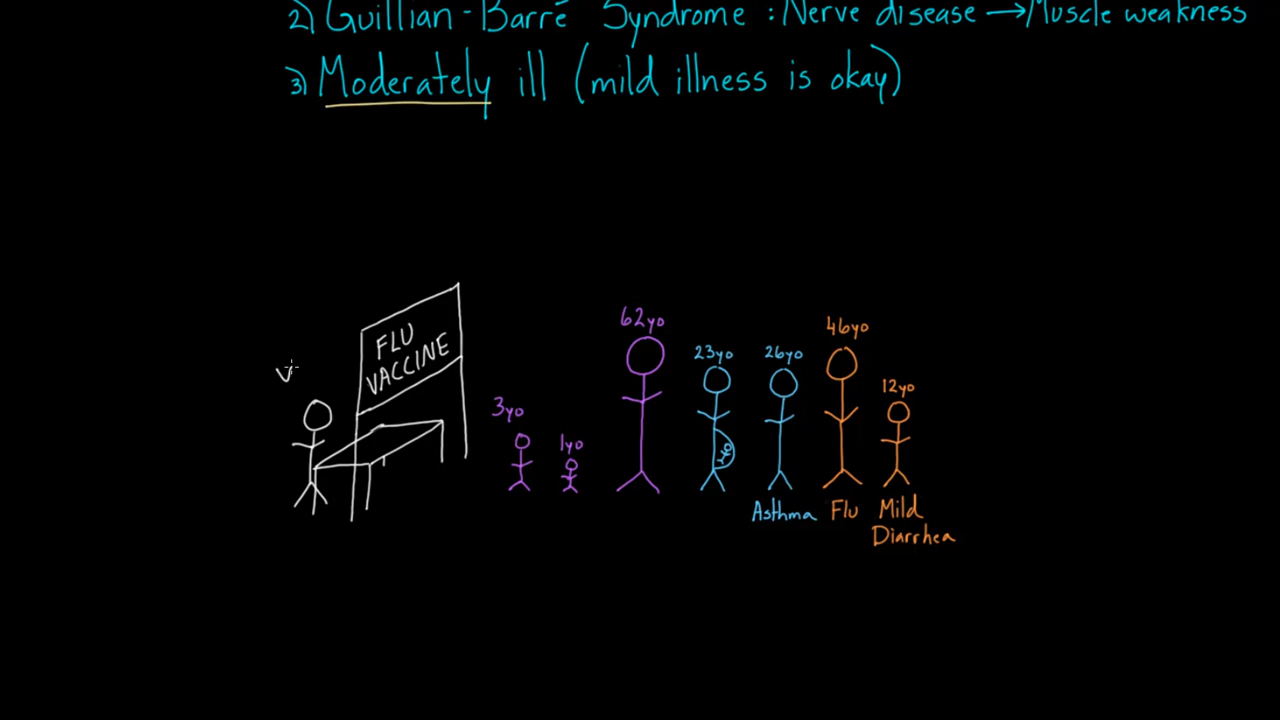 2) Guillian-Barré Syndrome : Nerve disease → Muscle weakness
3) Moderately ill (mild illness is okay)
FLU
VACCINE
3yo
1yo
62yo
23yo
26yo
46yo
12yo
Asthma
Flu
Mild
Diarrhea